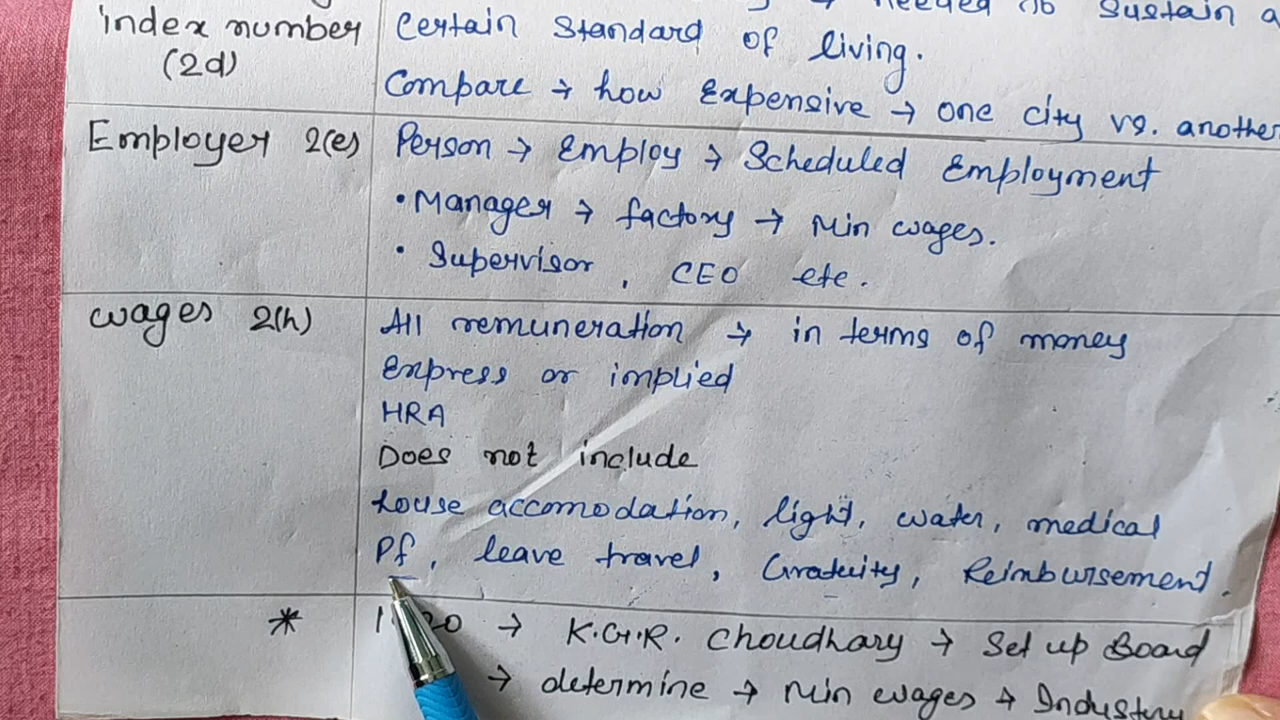 index number
(2d)
needed to sustain a
Certain standard of living.
Compare → how Expensive → one city vs. another
Employer 2(e)
Person → Employ → Scheduled Employment
• Manager → factory → Min wages.
• Supervisor, CEO etc.
Wages 2(h)
All remuneration → in terms of money
Express or implied
HRA
Does not include
house accomodation, light, water, medical
Pf, leave travel, Gratuity, Reimbursement.
*
→ K.G.R. Choudhary → Set up Board
→ determine → Min wages → Industry